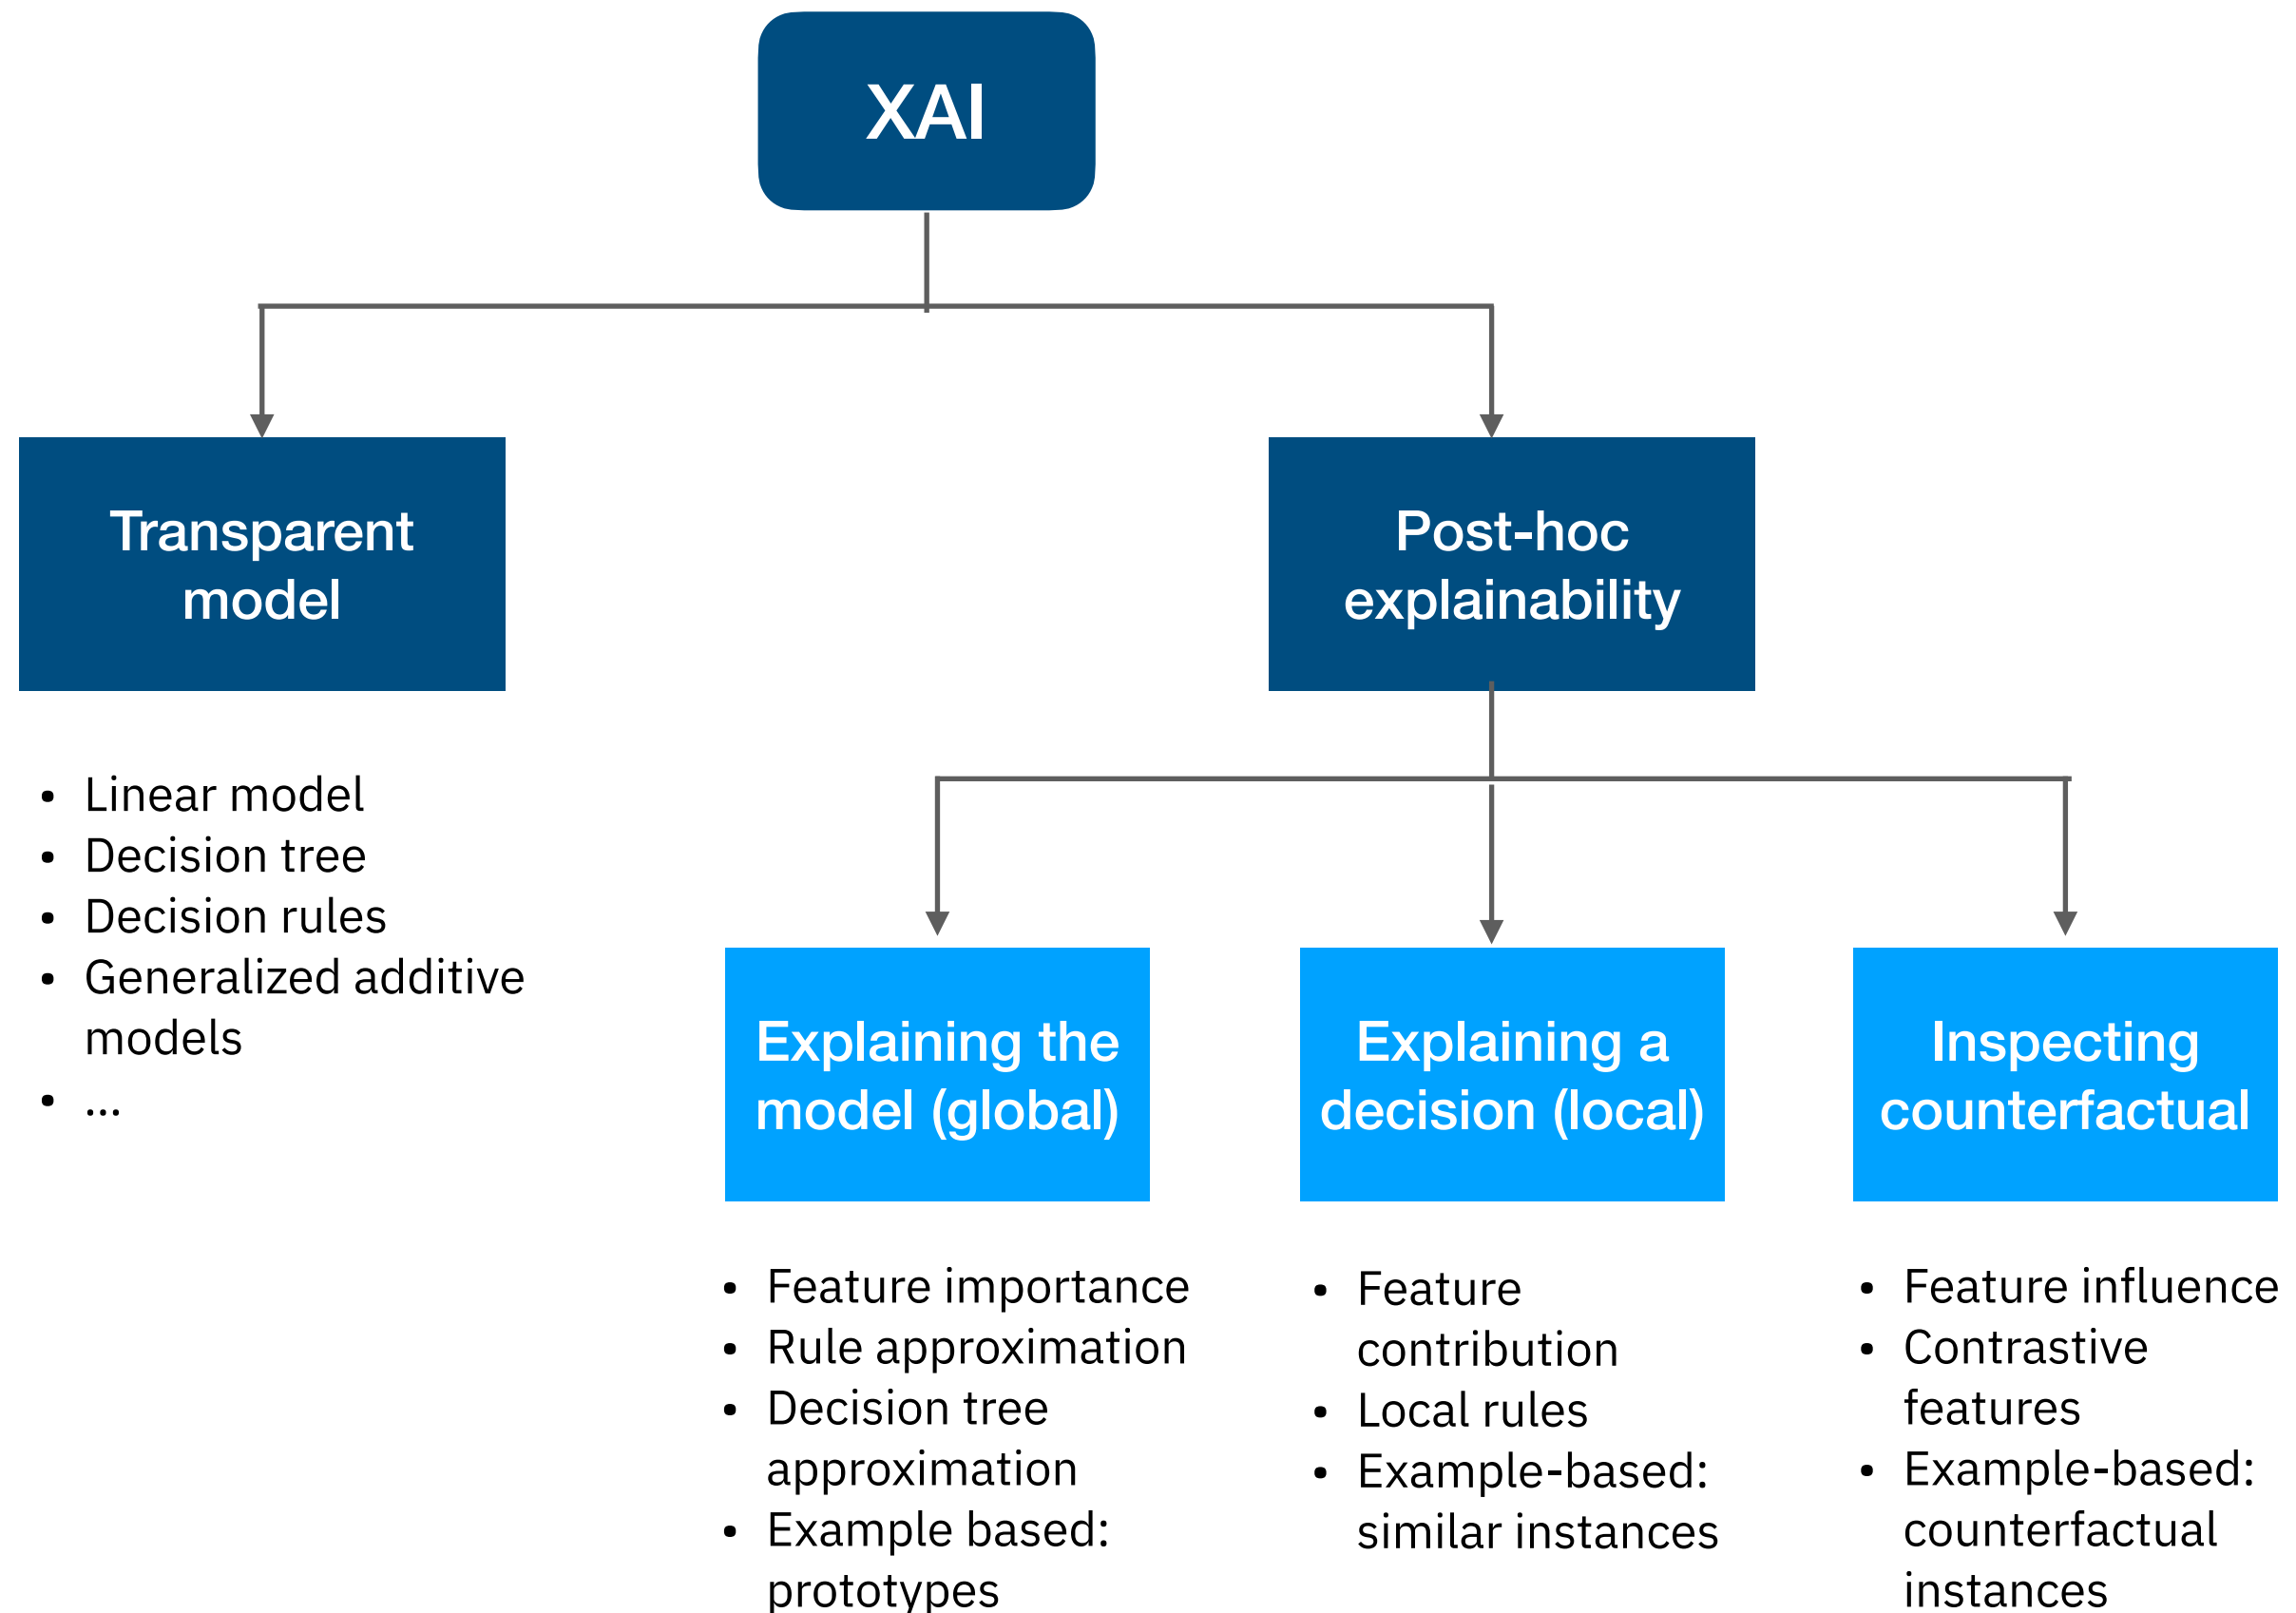 XAI
Transparent
model
Post-hoc
explainability
• Linear model
• Decision tree
• Decision rules
• Generalized additive
models
• ...
Explaining the
model (global)
Explaining a
decision (local)
Inspecting
counterfactual
• Feature importance
• Rule approximation
• Decision tree
approximation
• Example based:
prototypes
• Feature
contribution
• Local rules
• Example-based:
similar instances
• Feature influence
• Contrastive
features
• Example-based:
counterfactual
instances